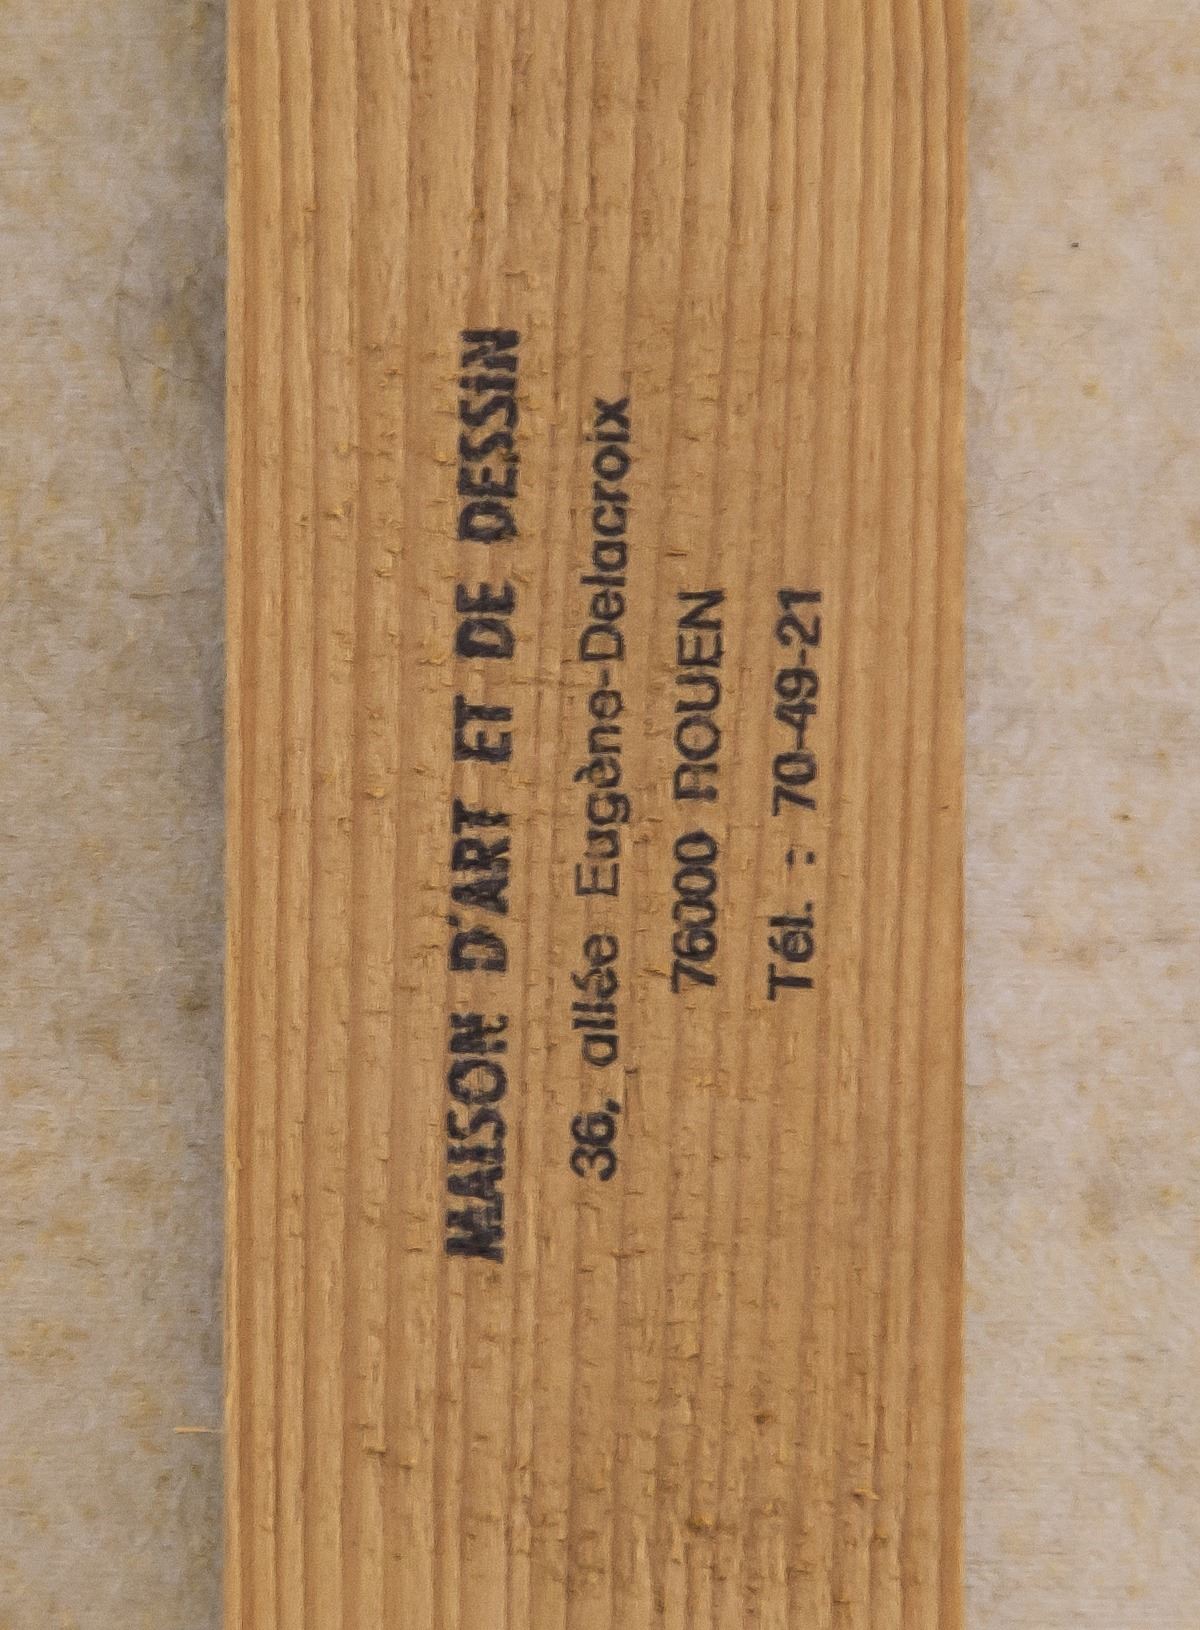 MAISON D'ART ET DE DESSIN
36, allée Eugène-Delacroix
76000 ROUEN
Tél. : 70-49-21